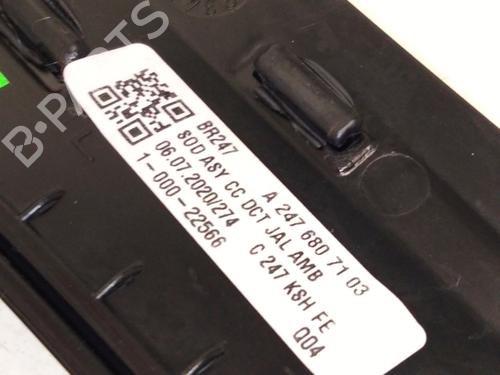 BR247 A 247 680 71 03
SOD ASY CC DCT JAL AMB
06.07.2020/274 C 247 KSH FE
1-000-22566 Q04
B-PARTS